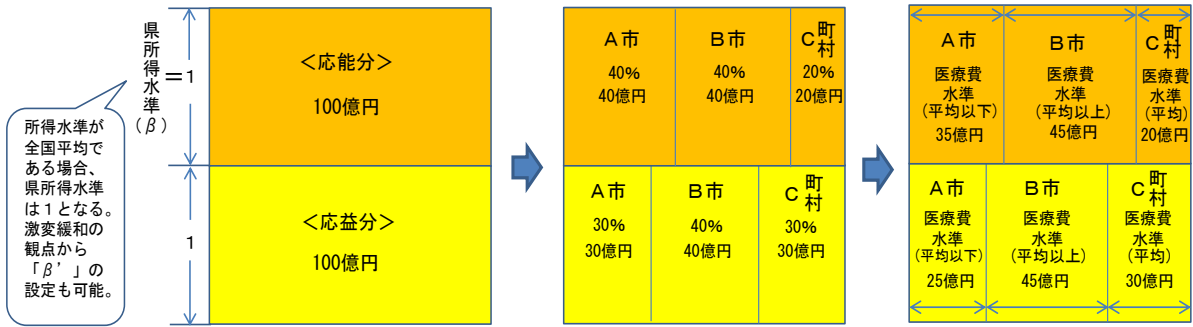 県所得水準(β)
＝1
所得水準が
全国平均で
ある場合、
県所得水準
は１となる。
激変緩和の
観点から
「β’」の
設定も可能。
1
＜応能分＞
100億円
＜応益分＞
100億円
Ａ市
40%
40億円
Ｂ市
40%
40億円
Ｃ町村
20%
20億円
Ａ市
30%
30億円
Ｂ市
40%
40億円
Ｃ町村
30%
30億円
Ａ市
医療費
水準
(平均以下)
35億円
Ｂ市
医療費
水準
(平均以上)
45億円
Ｃ町村
医療費
水準
(平均)
20億円
Ａ市
医療費
水準
(平均以下)
25億円
Ｂ市
医療費
水準
(平均以上)
45億円
Ｃ町村
医療費
水準
(平均)
30億円